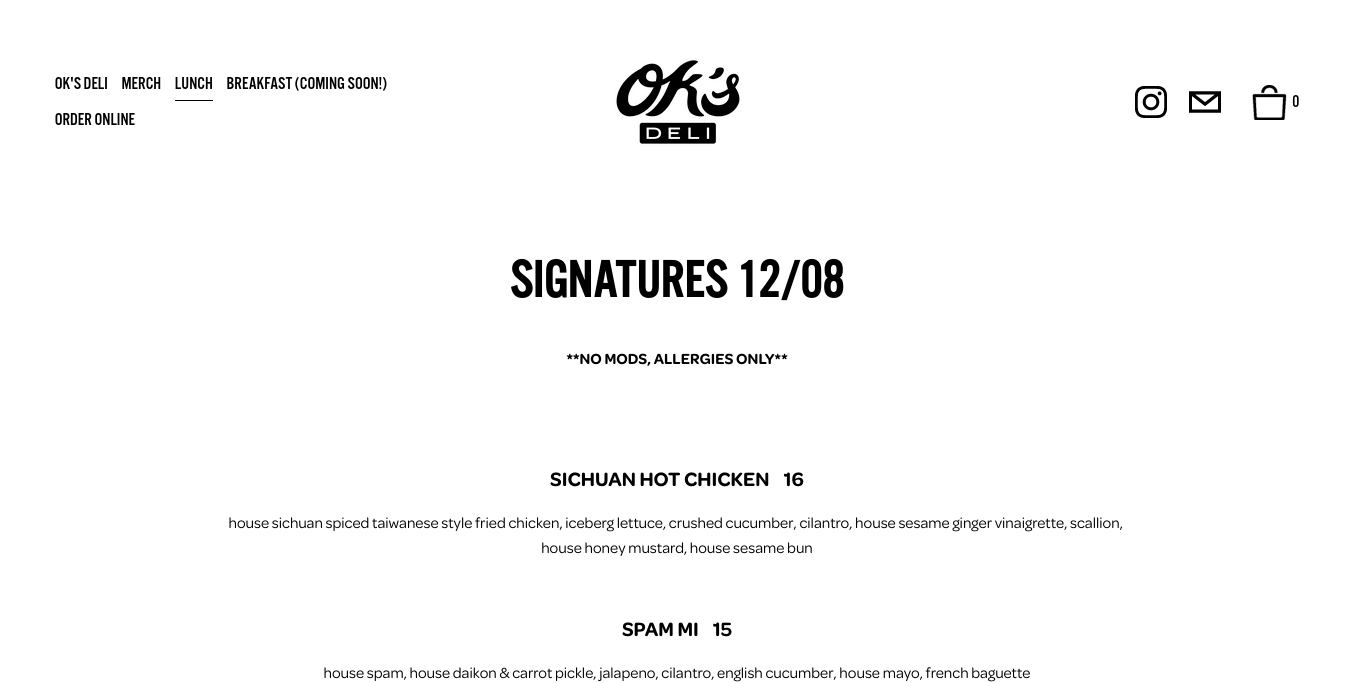 OK'S DELI MERCH LUNCH BREAKFAST (COMING SOON!)
ORDER ONLINE
Ok's
DELI
0
SIGNATURES 12/08
**NO MODS, ALLERGIES ONLY**
SICHUAN HOT CHICKEN 16
house sichuan spiced taiwanese style fried chicken, iceberg lettuce, crushed cucumber, cilantro, house sesame ginger vinaigrette, scallion,
house honey mustard, house sesame bun
SPAM MI 15
house spam, house daikon & carrot pickle, jalapeno, cilantro, english cucumber, house mayo, french baguette